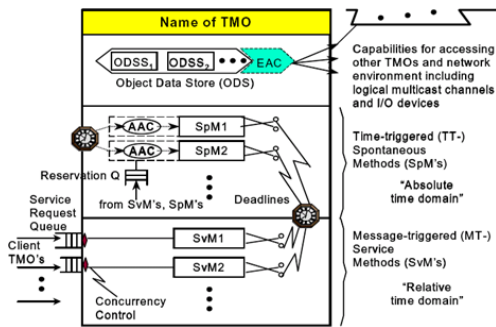 Name of TMO
ODSS1
ODSS2
EAC
Object Data Store (ODS)
Capabilities for accessing
other TMOs and network
environment including
logical multicast channels
and I/O devices
AAC
SpM1
AAC
SpM2
Reservation Q
from SvM's, SpM's
Deadlines
Time-triggered (TT-)
Spontaneous
Methods (SpM's)
“Absolute
time domain”
Service
Request
Queue
Client
TMO's
SvM1
SvM2
Concurrency
Control
Message-triggered (MT-)
Service
Methods (SvM's)
“Relative
time domain”